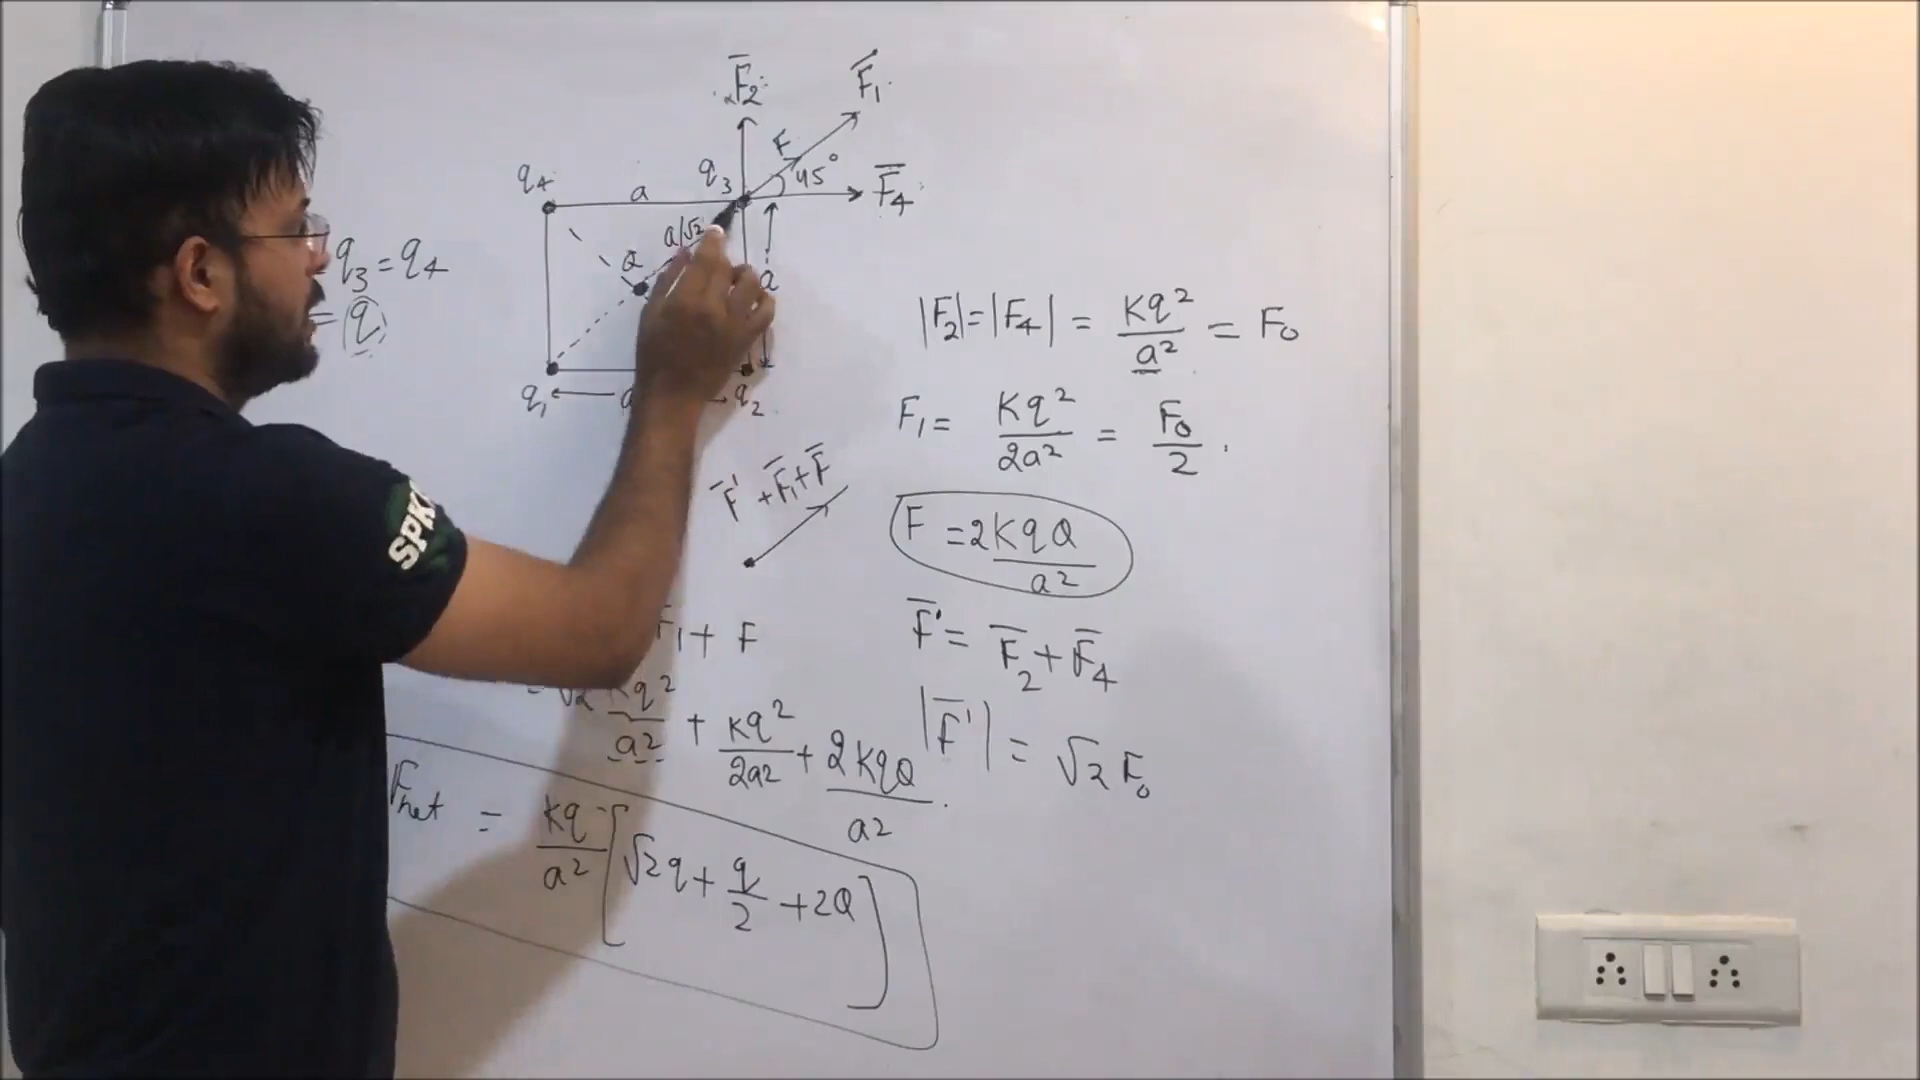 F̅2
F̅1
F
45°
F̅4
q4
a
q3
a/√2
Q
a
q3 = q4
= q
q1
q2
|F2| = |F4| = Kq² / a² = F0
F1 = Kq² / 2a² = F0 / 2 .
F̅' + F̅1 + F̅
F = 2KqQ / a²
F1 + F
F̅' = F̅2 + F̅4
= √2 Kq² / a² + Kq² / 2a² + 2KqQ / a² .
|F̅'| = √2 F0
Fnet = Kq / a² [ √2q + q/2 + 2Q ]